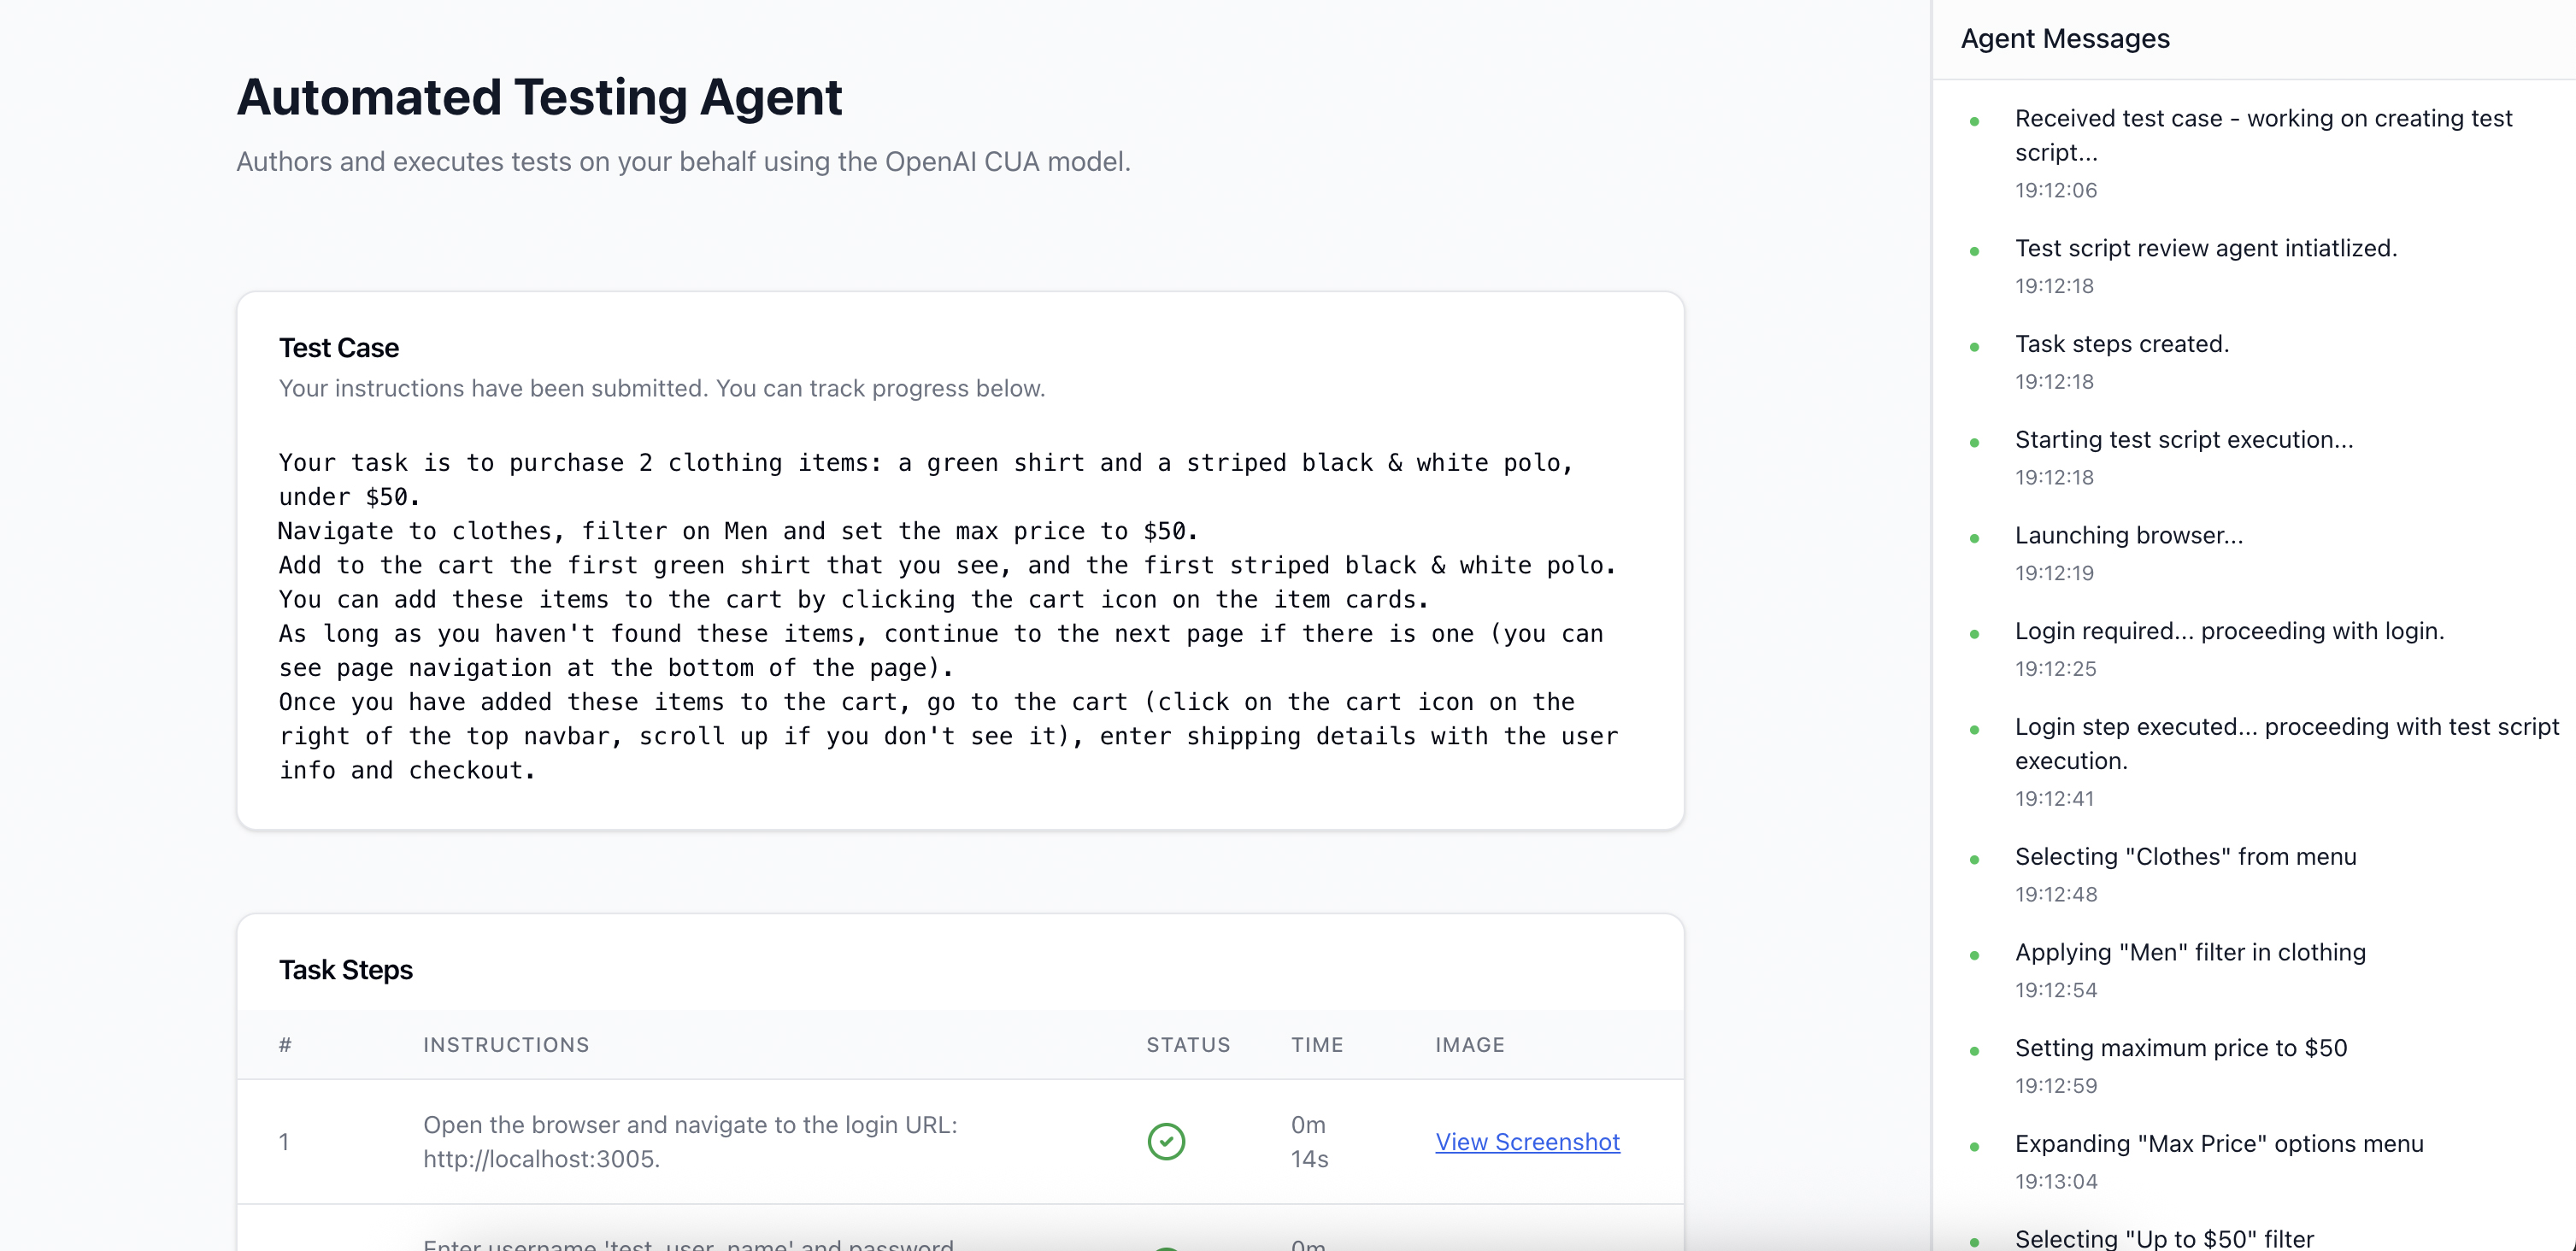 Automated Testing Agent
Authors and executes tests on your behalf using the OpenAI CUA model.
Test Case
Your instructions have been submitted. You can track progress below.
Your task is to purchase 2 clothing items: a green shirt and a striped black & white polo,
under $50.
Navigate to clothes, filter on Men and set the max price to $50.
Add to the cart the first green shirt that you see, and the first striped black & white polo.
You can add these items to the cart by clicking the cart icon on the item cards.
As long as you haven't found these items, continue to the next page if there is one (you can
see page navigation at the bottom of the page).
Once you have added these items to the cart, go to the cart (click on the cart icon on the
right of the top navbar, scroll up if you don't see it), enter shipping details with the user
info and checkout.
Task Steps
# INSTRUCTIONS STATUS TIME IMAGE
1 Open the browser and navigate to the login URL: http://localhost:3005. 0m 14s View Screenshot
Enter username 'test_user_name' and password 0m
Agent Messages
Received test case - working on creating test
script...
19:12:06
Test script review agent intiatlized.
19:12:18
Task steps created.
19:12:18
Starting test script execution...
19:12:18
Launching browser...
19:12:19
Login required... proceeding with login.
19:12:25
Login step executed... proceeding with test script
execution.
19:12:41
Selecting "Clothes" from menu
19:12:48
Applying "Men" filter in clothing
19:12:54
Setting maximum price to $50
19:12:59
Expanding "Max Price" options menu
19:13:04
Selecting "Up to $50" filter